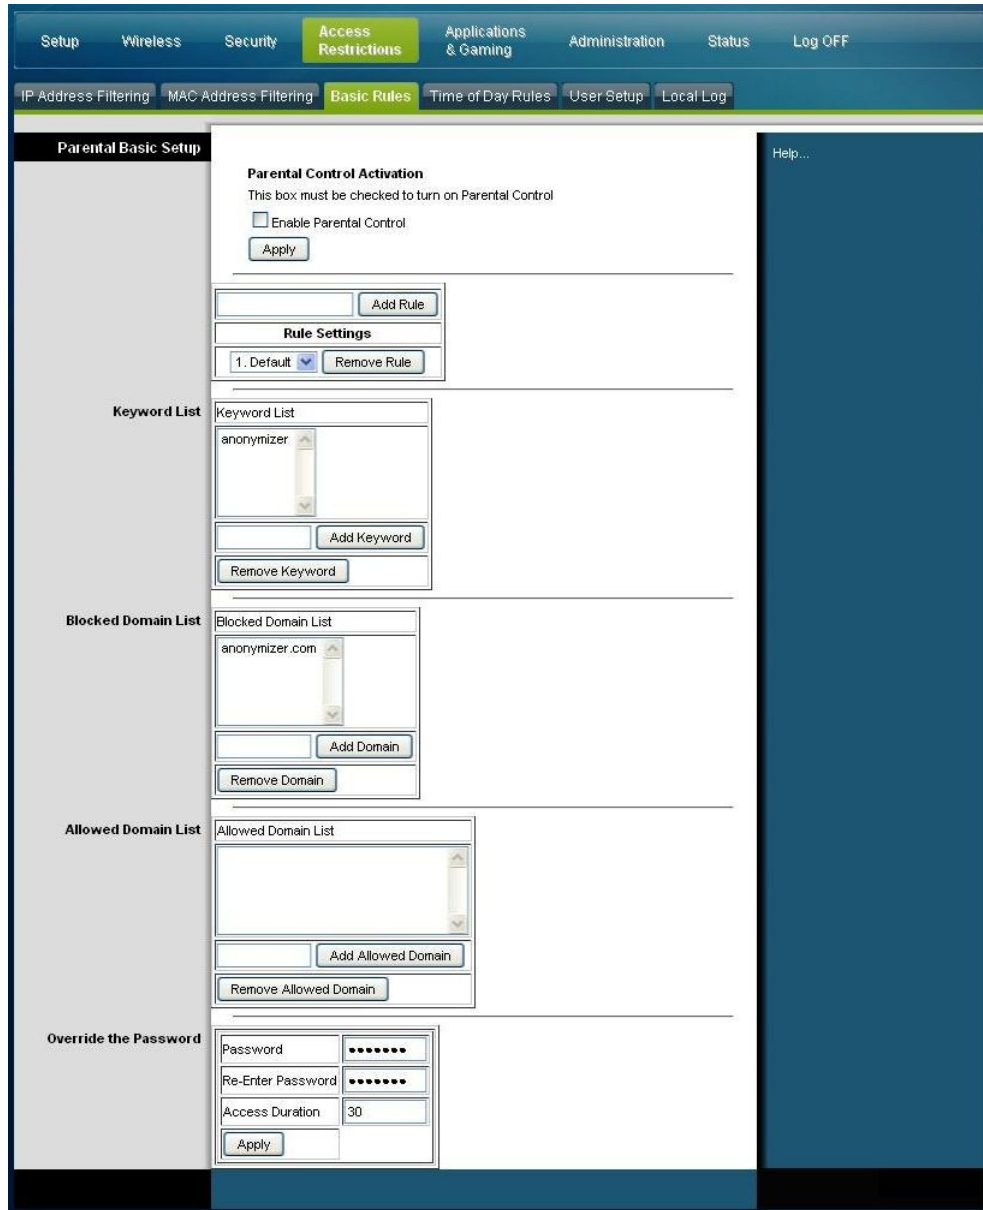 Setup Wireless Security Access Restrictions Applications & Gaming Administration Status Log OFF
IP Address Filtering MAC Address Filtering Basic Rules Time of Day Rules User Setup Local Log
Parental Basic Setup
Help...
Parental Control Activation
This box must be checked to turn on Parental Control
Enable Parental Control
Apply
Add Rule
Rule Settings
1. Default Remove Rule
Keyword List
Keyword List
anonymizer
Add Keyword
Remove Keyword
Blocked Domain List
Blocked Domain List
anonymizer.com
Add Domain
Remove Domain
Allowed Domain List
Allowed Domain List
Add Allowed Domain
Remove Allowed Domain
Override the Password
Password •••••••
Re-Enter Password •••••••
Access Duration 30
Apply